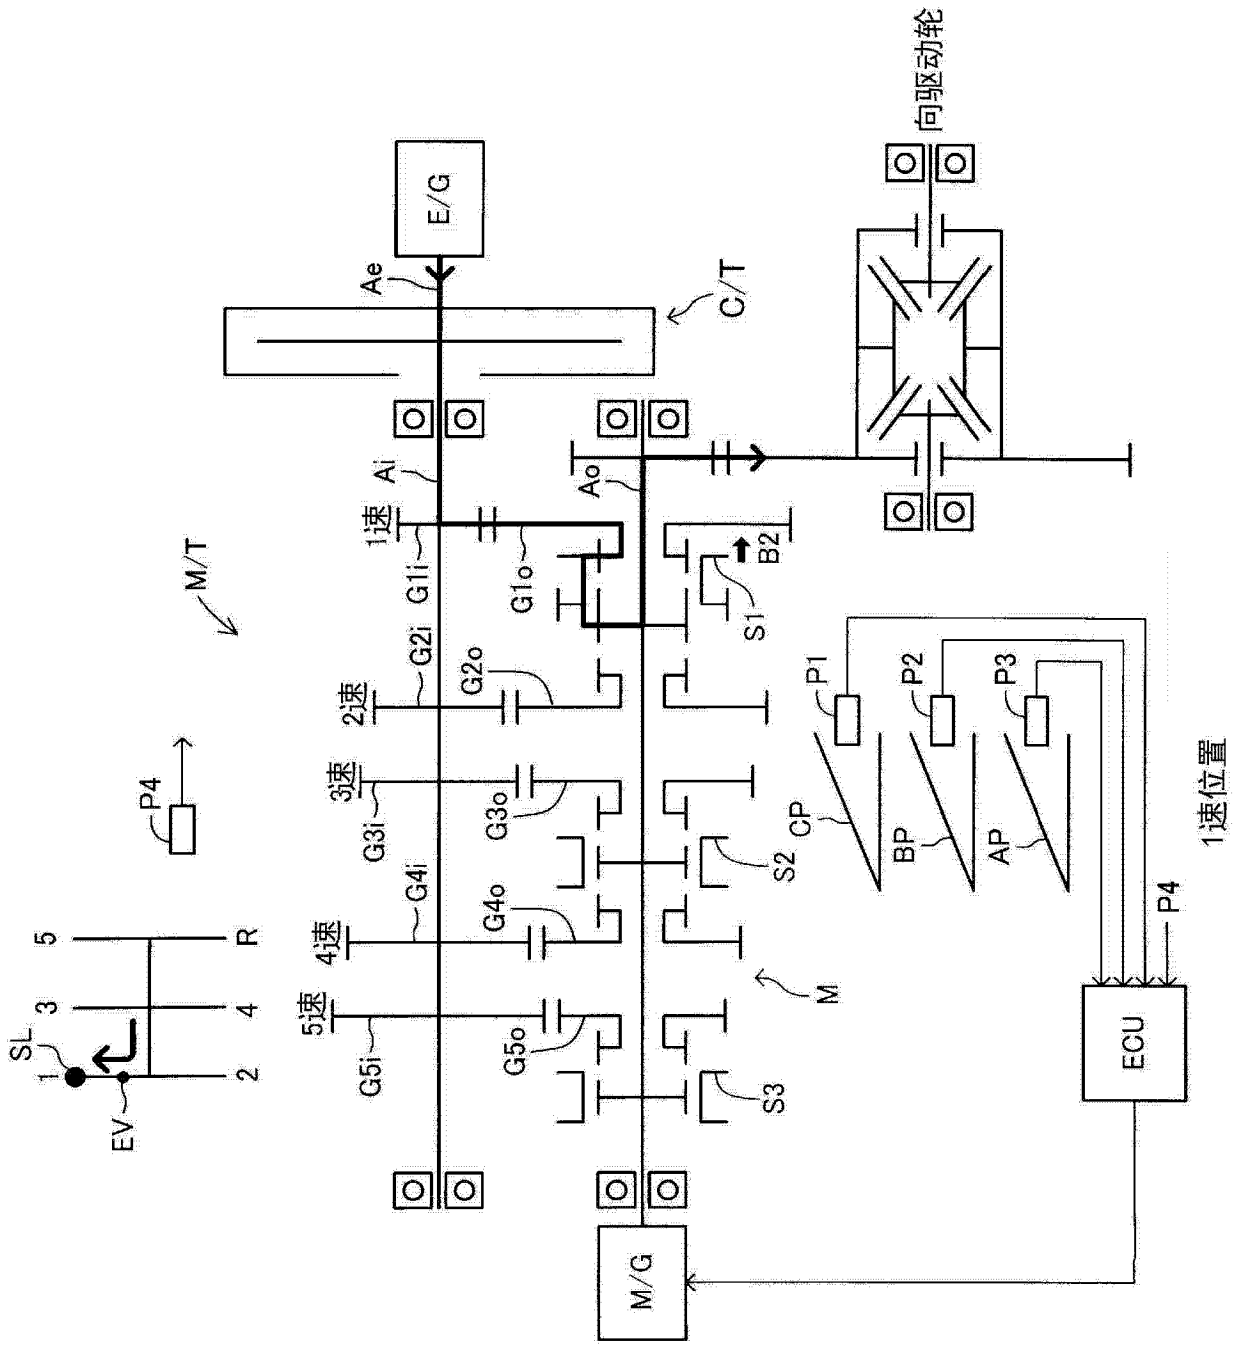 SL
1
3
5
EV
2
4
R
P4
M/T
5速
4速
3速
2速
1速
G5i
G4i
G3i
G2i
G1i
Ai
Ae
E/G
C/T
G5o
G4o
G3o
G2o
G1o
Ao
M/G
S3
M
S2
S1
B2
向驱动轮
CP
P1
BP
P2
AP
P3
ECU
P4
1速位置